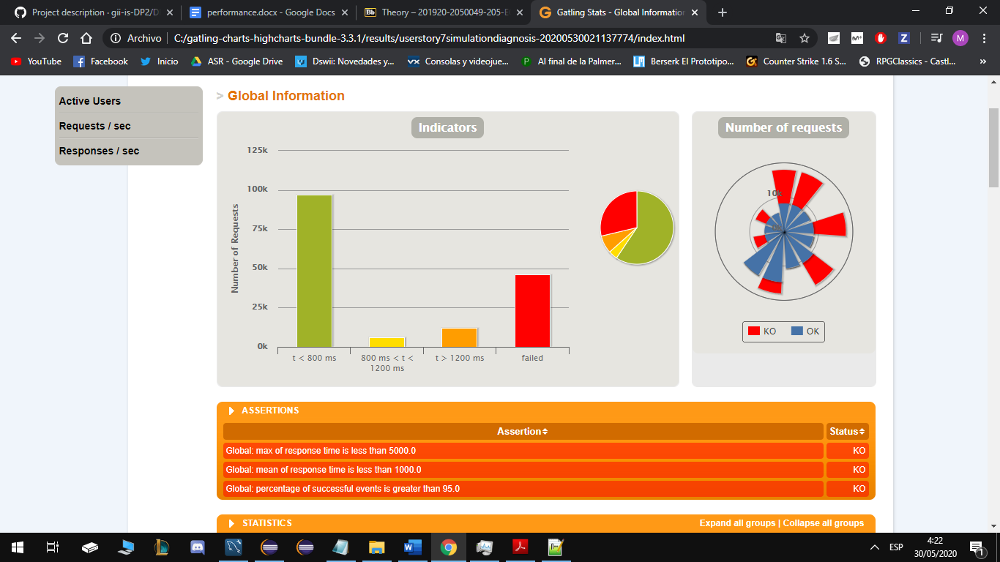 Project description · gii-is-DP2/D
performance.docx - Google Docs
Bb
Theory – 201920-2050049-205-E
Gatling Stats - Global Information
Archivo
C:/gatling-charts-highcharts-bundle-3.3.1/results/userstory7simulationdiagnosis-20200530021137774/index.html
M
YouTube
Facebook
Inicio
ASR - Google Drive
Dswii: Novedades y...
Consolas y videojue...
Al final de la Palmer...
Berserk El Prototipo...
Counter Strike 1.6 S...
RPGClassics - Castl...
»
Active Users
Requests / sec
Responses / sec
> Global Information
Indicators
125k
100k
75k
50k
25k
0k
Number of Requests
t < 800 ms
800 ms < t <
1200 ms
t > 1200 ms
failed
Number of requests
10k
KO
OK
ASSERTIONS
Assertion
Status
Global: max of response time is less than 5000.0
KO
Global: mean of response time is less than 1000.0
KO
Global: percentage of successful events is greater than 95.0
KO
STATISTICS
Expand all groups | Collapse all groups
ESP
4:22
30/05/2020
1